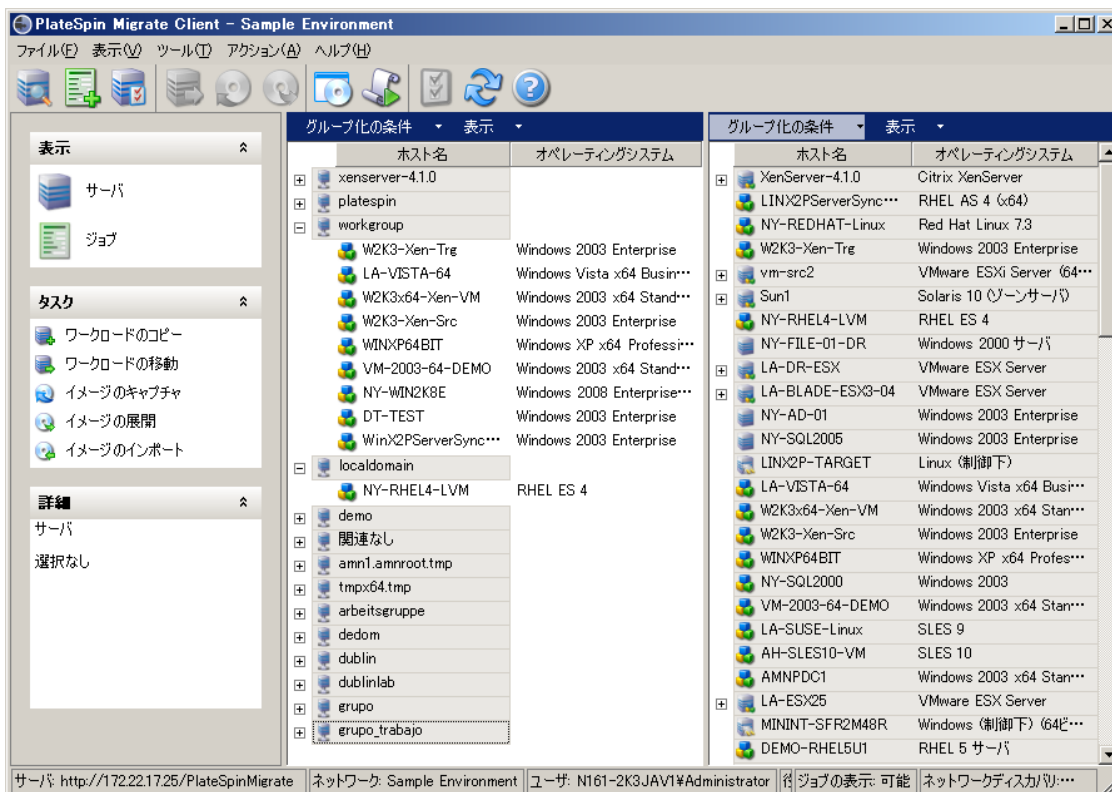 PlateSpin Migrate Client - Sample Environment
ファイル(F) 表示(V) ツール(T) アクション(A) ヘルプ(H)
表示
サーバ
ジョブ
タスク
ワークロードのコピー
ワークロードの移動
イメージのキャプチャ
イメージの展開
イメージのインポート
詳細
サーバ
選択なし
グループ化の条件 表示
ホスト名 オペレーティングシステム
xenserver-4.1.0
platespin
workgroup
W2K3-Xen-Trg Windows 2003 Enterprise
LA-VISTA-64 Windows Vista x64 Busin…
W2K3x64-Xen-VM Windows 2003 x64 Stand…
W2K3-Xen-Src Windows 2003 Enterprise
WINXP64BIT Windows XP x64 Professi…
VM-2003-64-DEMO Windows 2003 x64 Stand…
NY-WIN2K8E Windows 2008 Enterprise…
DT-TEST Windows 2003 Enterprise
WinX2PServerSync… Windows 2003 Enterprise
localdomain
NY-RHEL4-LVM RHEL ES 4
demo
関連なし
amn1.amnroot.tmp
tmpx64.tmp
arbeitsgruppe
dedom
dublin
dublinlab
grupo
grupo_trabajo
グループ化の条件 表示
ホスト名 オペレーティングシステム
XenServer-4.1.0 Citrix XenServer
LINX2PServerSync… RHEL AS 4 (x64)
NY-REDHAT-Linux Red Hat Linux 7.3
W2K3-Xen-Trg Windows 2003 Enterprise
vm-src2 VMware ESXi Server (64…
Sun1 Solaris 10 (ゾーンサーバ)
NY-RHEL4-LVM RHEL ES 4
NY-FILE-01-DR Windows 2000 サーバ
LA-DR-ESX VMware ESX Server
LA-BLADE-ESX3-04 VMware ESX Server
NY-AD-01 Windows 2003 Enterprise
NY-SQL2005 Windows 2003 Enterprise
LINX2P-TARGET Linux (制御下)
LA-VISTA-64 Windows Vista x64 Busi…
W2K3x64-Xen-VM Windows 2003 x64 Stan…
W2K3-Xen-Src Windows 2003 Enterprise
WINXP64BIT Windows XP x64 Profes…
NY-SQL2000 Windows 2003
VM-2003-64-DEMO Windows 2003 x64 Stan…
LA-SUSE-Linux SLES 9
AH-SLES10-VM SLES 10
AMNPDC1 Windows 2003 x64 Stan…
LA-ESX25 VMware ESX Server
MININT-SFR2M48R Windows (制御下) (64ビ…
DEMO-RHEL5U1 RHEL 5 サーバ
サーバ: http://172.22.17.25/PlateSpinMigrate ネットワーク: Sample Environment ユーザ: N161-2K3JAV1¥Administrator ジョブの表示: 可能 ネットワークディスカバリ:…